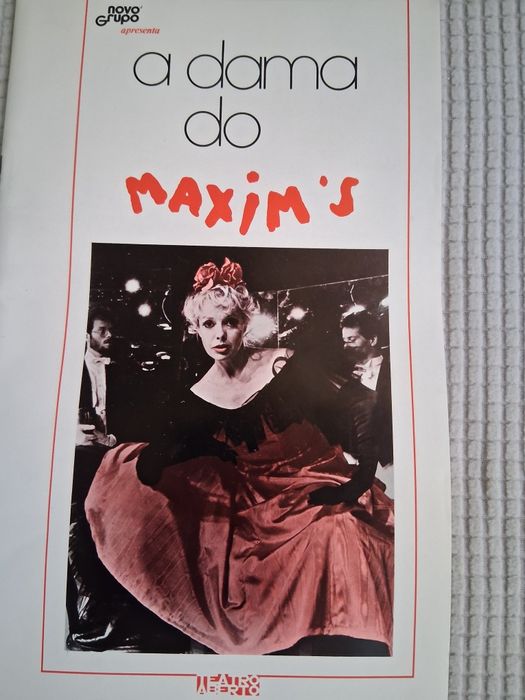 novo
Grupo
apresenta
a dama
do
MAXIM'S
TEATRO
ABERTO